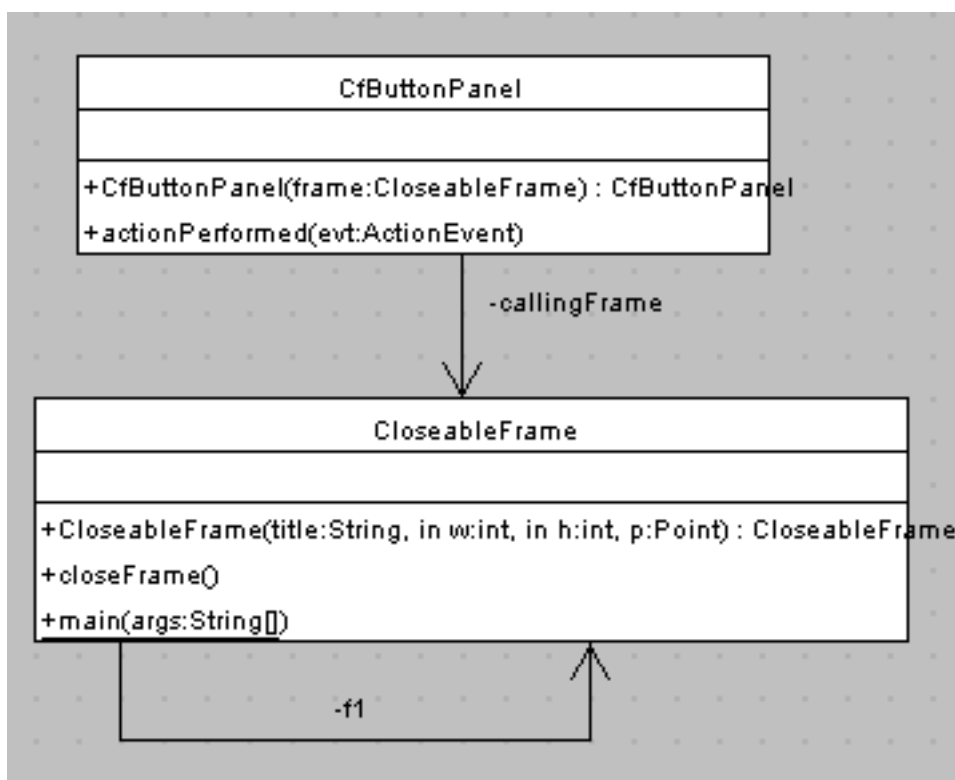 CfButtonPanel
+CfButtonPanel(frame:CloseableFrame) : CfButtonPanel
+actionPerformed(evt:ActionEvent)
-callingFrame
CloseableFrame
+CloseableFrame(title:String, in w:int, in h:int, p:Point) : CloseableFrame
+closeFrame()
+main(args:String[])
-f1